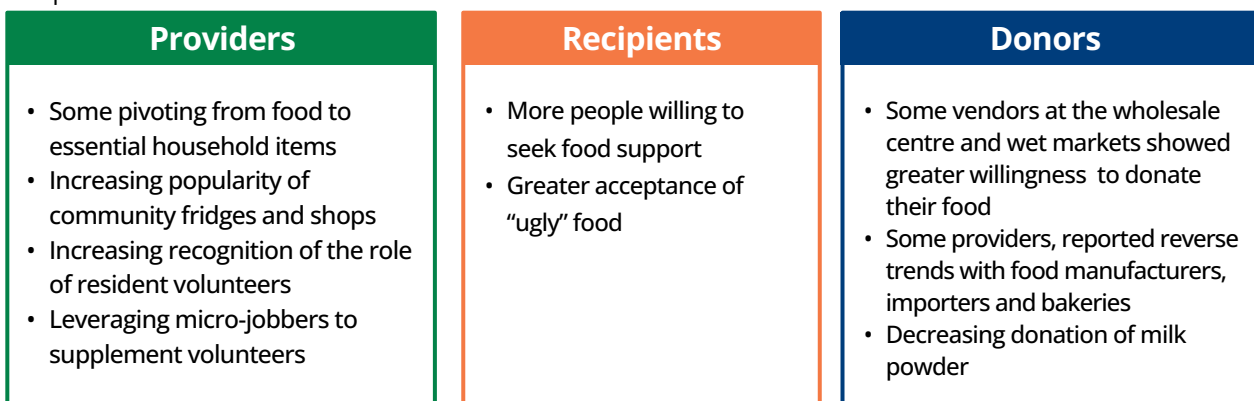 Providers
• Some pivoting from food to
essential household items
• Increasing popularity of
community fridges and shops
• Increasing recognition of the role
of resident volunteers
• Leveraging micro-jobbers to
supplement volunteers
Recipients
• More people willing to
seek food support
• Greater acceptance of
“ugly” food
Donors
• Some vendors at the wholesale
centre and wet markets showed
greater willingness  to donate
their food
• Some providers, reported reverse
trends with food manufacturers,
importers and bakeries
• Decreasing donation of milk
powder